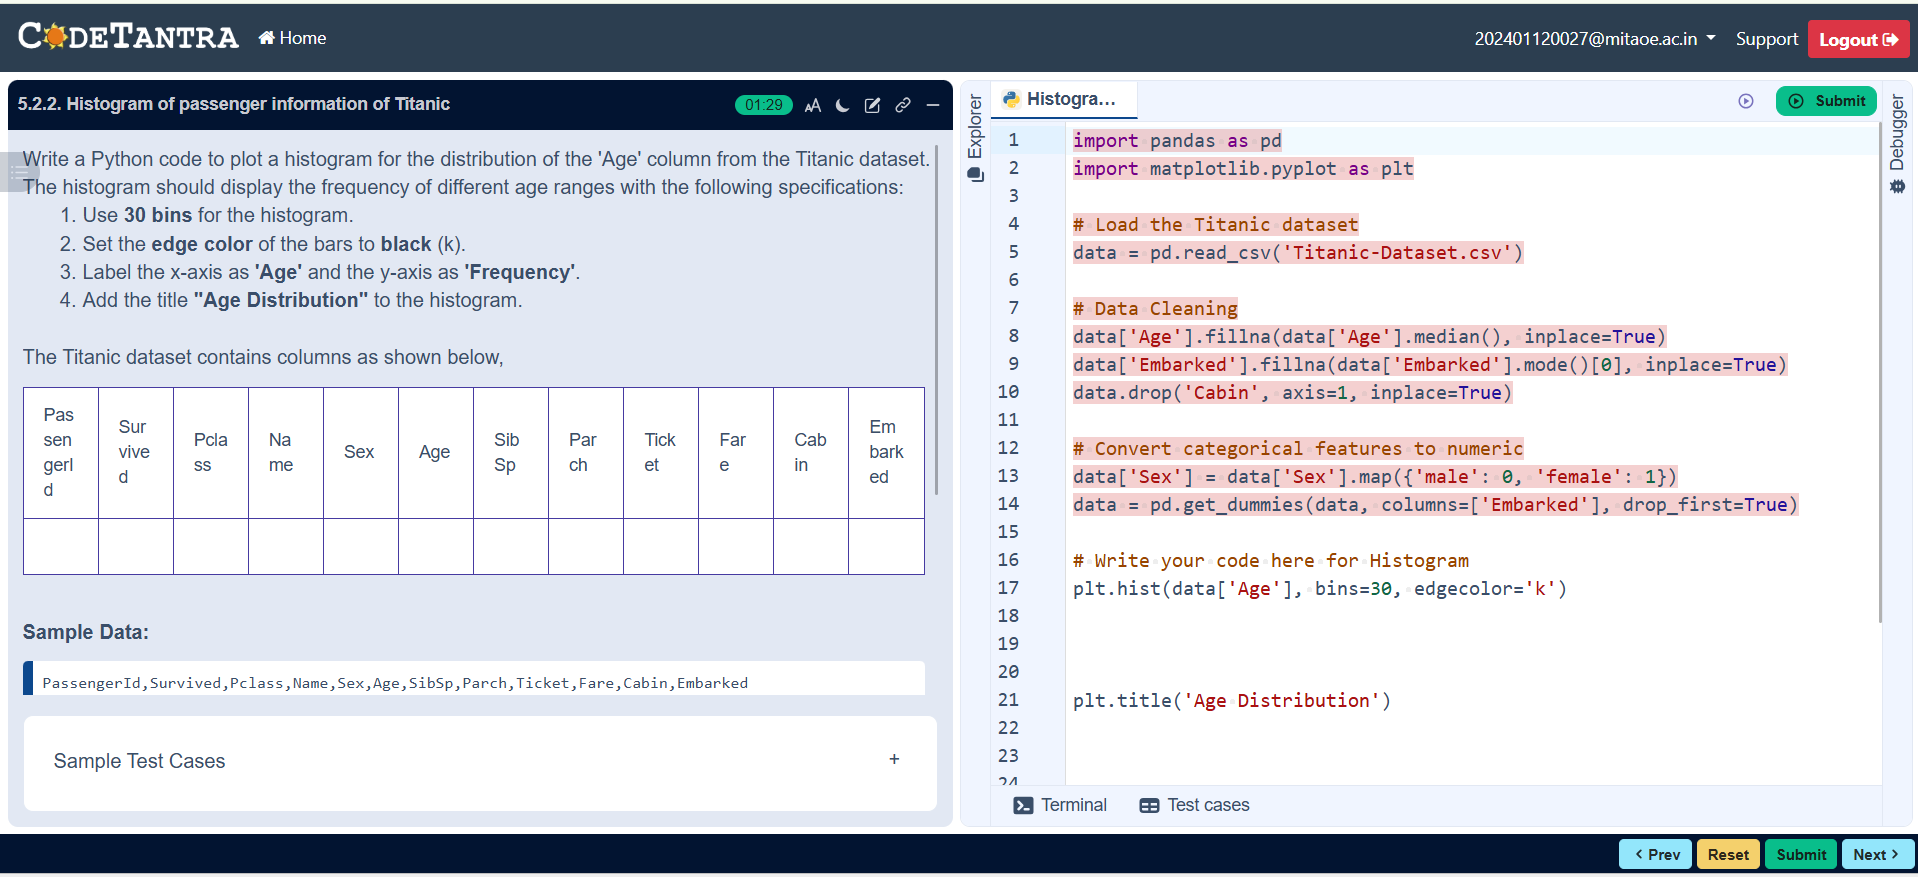 CODETANTRA
Home
202401120027@mitaoe.ac.in
Support
Logout
5.2.2. Histogram of passenger information of Titanic
01:29
AA
Write a Python code to plot a histogram for the distribution of the 'Age' column from the Titanic dataset.
The histogram should display the frequency of different age ranges with the following specifications:
1. Use 30 bins for the histogram.
2. Set the edge color of the bars to black (k).
3. Label the x-axis as 'Age' and the y-axis as 'Frequency'.
4. Add the title "Age Distribution" to the histogram.
The Titanic dataset contains columns as shown below,
PassengerId
Survived
Pclass
Name
Sex
Age
SibSp
Parch
Ticket
Fare
Cabin
Embarked
Sample Data:
PassengerId,Survived,Pclass,Name,Sex,Age,SibSp,Parch,Ticket,Fare,Cabin,Embarked
Sample Test Cases
+
Explorer
Histogra...
Submit
Debugger
1 import pandas as pd
2 import matplotlib.pyplot as plt
3
4 # Load the Titanic dataset
5 data = pd.read_csv('Titanic-Dataset.csv')
6
7 # Data Cleaning
8 data['Age'].fillna(data['Age'].median(), inplace=True)
9 data['Embarked'].fillna(data['Embarked'].mode()[0], inplace=True)
10 data.drop('Cabin', axis=1, inplace=True)
11
12 # Convert categorical features to numeric
13 data['Sex'] = data['Sex'].map({'male': 0, 'female': 1})
14 data = pd.get_dummies(data, columns=['Embarked'], drop_first=True)
15
16 # Write your code here for Histogram
17 plt.hist(data['Age'], bins=30, edgecolor='k')
18
19
20
21 plt.title('Age Distribution')
22
23
24
Terminal
Test cases
< Prev
Reset
Submit
Next >